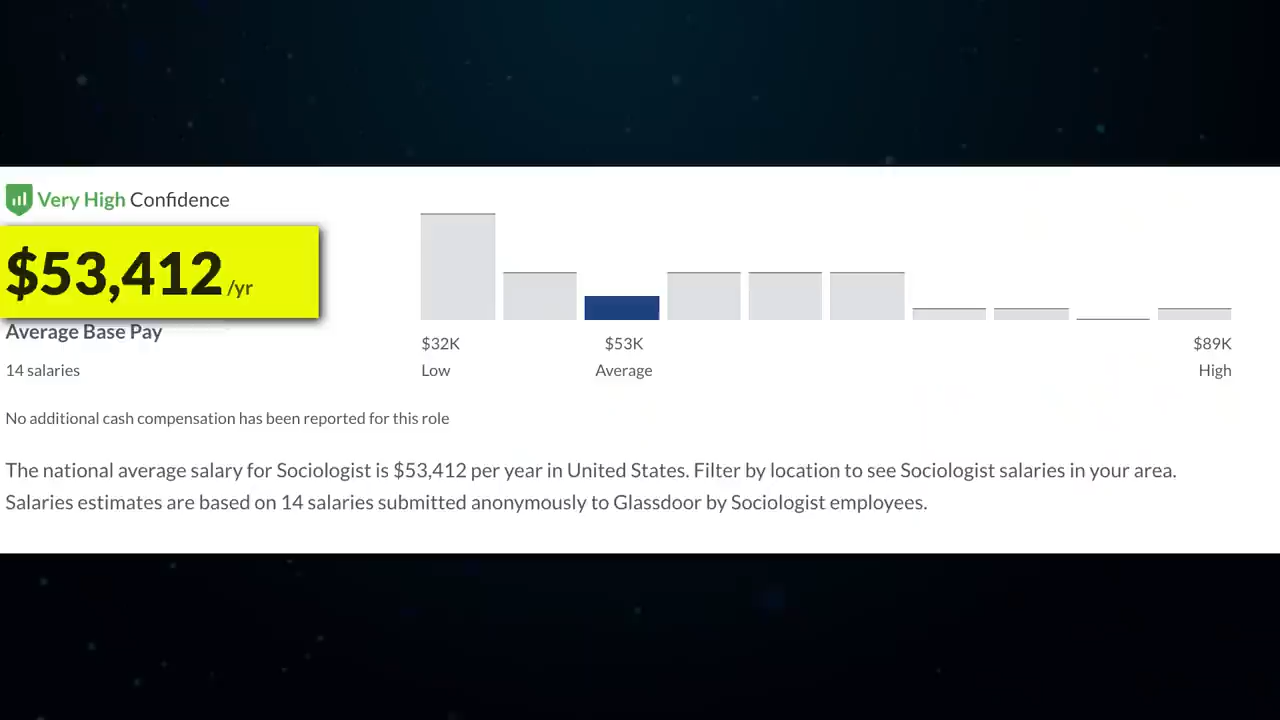 Very High Confidence
$53,412 /yr
Average Base Pay
14 salaries
$32K
Low
$53K
Average
$89K
High
No additional cash compensation has been reported for this role
The national average salary for Sociologist is $53,412 per year in United States. Filter by location to see Sociologist salaries in your area.
Salaries estimates are based on 14 salaries submitted anonymously to Glassdoor by Sociologist employees.